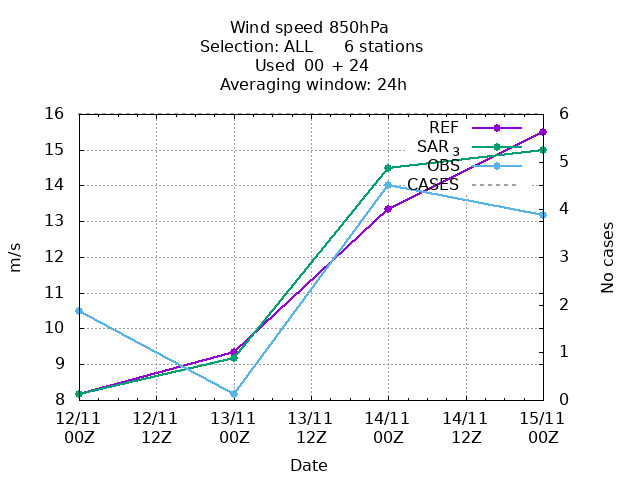 Wind speed 850hPa
Selection: ALL 6 stations
Used 00 + 24
Averaging window: 24h
16 6
REF
SAR 3
15
5
OBS
14 CASES
4
13
12 3
11
2
10
9 1
8 0
m/s
No cases
12/11 12/11 13/11 13/11 14/11 14/11 15/11
00Z 12Z 00Z 12Z 00Z 12Z 00Z
Date